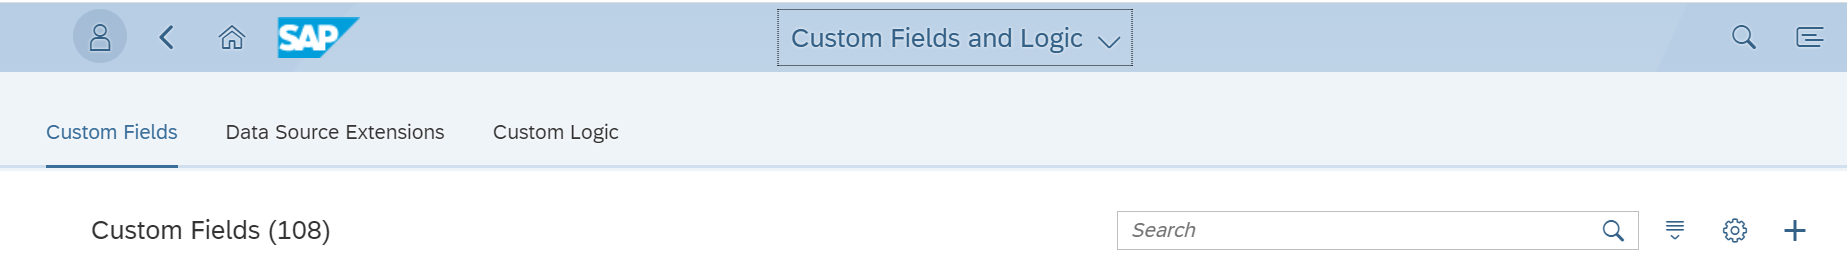 SAP
Custom Fields and Logic
Custom Fields Data Source Extensions Custom Logic
Custom Fields (108)
Search